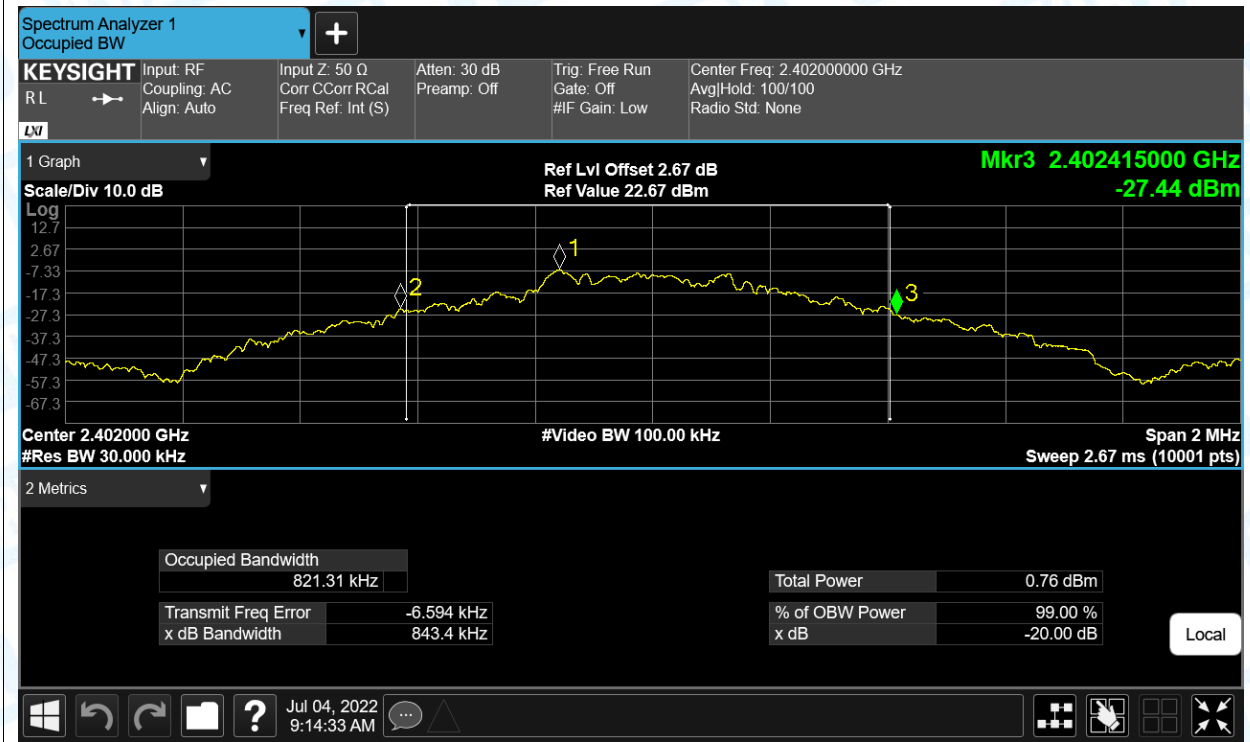 Spectrum Analyzer 1
Occupied BW
▼
+
KEYSIGHT
R L
LXI
Input: RF
Coupling: AC
Align: Auto
Input Z: 50 Ω
Corr CCorr RCal
Freq Ref: Int (S)
Atten: 30 dB
Preamp: Off
Trig: Free Run
Gate: Off
#IF Gain: Low
Center Freq: 2.402000000 GHz
Avg|Hold: 100/100
Radio Std: None
1 Graph ▼
Scale/Div 10.0 dB
Ref Lvl Offset 2.67 dB
Ref Value 22.67 dBm
Mkr3 2.402415000 GHz
-27.44 dBm
Log
12.7
2.67
-7.33
-17.3
-27.3
-37.3
-47.3
-57.3
-67.3
1
2
3
Center 2.402000 GHz #Video BW 100.00 kHz Span 2 MHz
#Res BW 30.000 kHz Sweep 2.67 ms (10001 pts)
2 Metrics ▼
Occupied Bandwidth
821.31 kHz
Total Power 0.76 dBm
Transmit Freq Error -6.594 kHz
% of OBW Power 99.00 %
x dB Bandwidth 843.4 kHz
x dB -20.00 dB
Local
?
Jul 04, 2022
9:14:33 AM